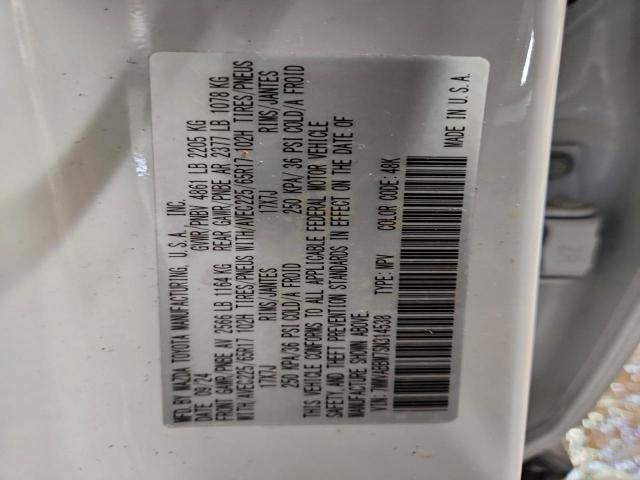 MFD. BY MAZDA TOYOTA MANUFACTURING, U.S.A., INC.
DATE 09/24 GVWR/PNBV 4861 LB 2205 KG
FRONT GAWR/PNBE AV 2568 LB 1164 KG REAR GAWR/PNBE AR 2377 LB 1078 KG
WITH/AVEC225/65R17 102H TIRES/PNEUS WITH/AVEC225/65R17 102H TIRES/PNEUS
17X7J RIMS/JANTES 17X7J RIMS/JANTES
250 KPA/36 PSI COLD/A FROID 250 KPA/ 36 PSI COLD/A FROID
THIS VEHICLE CONFORMS TO ALL APPLICABLE FEDERAL MOTOR VEHICLE
SAFETY, AND THEFT PREVENTION STANDARDS IN EFFECT ON THE DATE OF
MANUFACTURE SHOWN ABOVE.
TYPE: MPV COLOR CODE: 48K
MADE IN U.S.A.